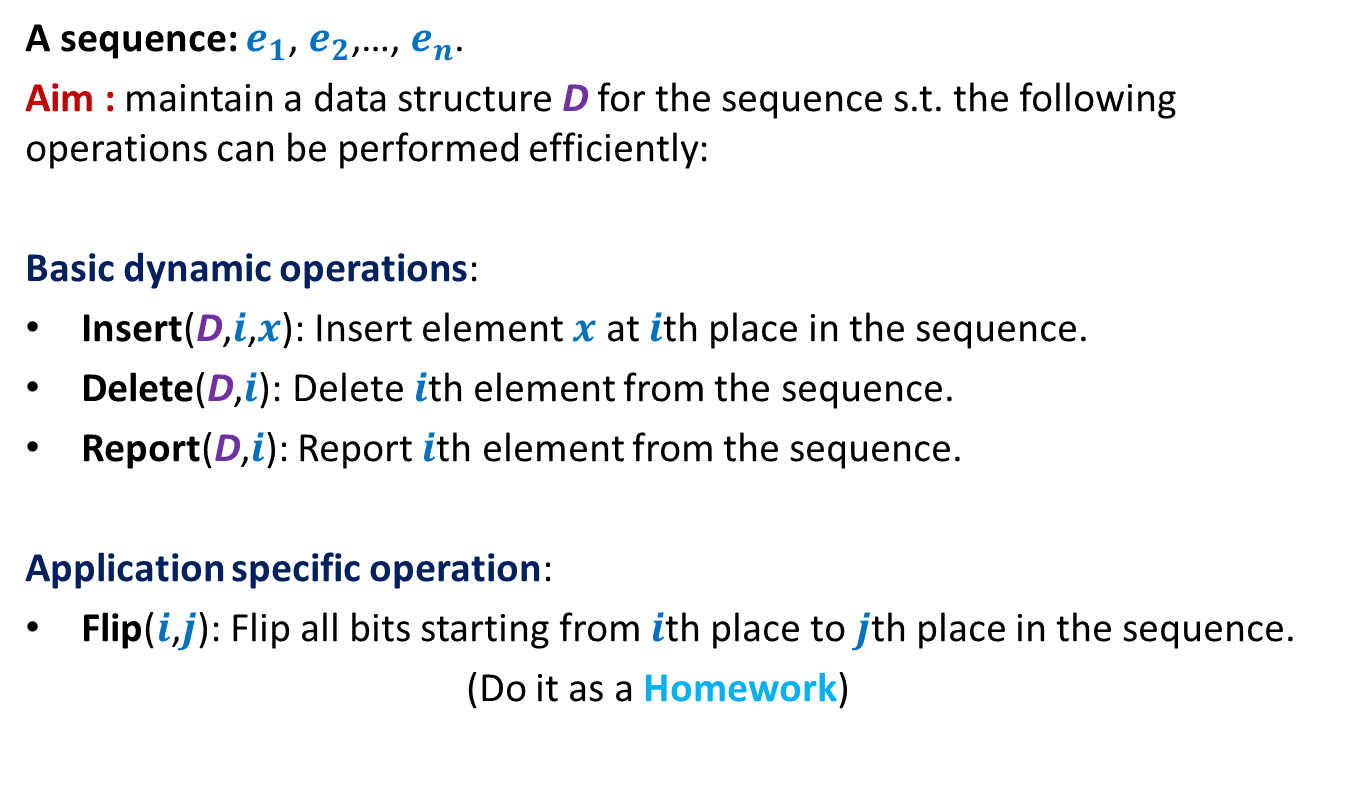 A sequence: e₁, e₂,…, eₙ.
Aim : maintain a data structure D for the sequence s.t. the following
operations can be performed efficiently:
Basic dynamic operations:
• Insert(D,i,x): Insert element x at ith place in the sequence.
• Delete(D,i): Delete ith element from the sequence.
• Report(D,i): Report ith element from the sequence.
Application specific operation:
• Flip(i,j): Flip all bits starting from ith place to jth place in the sequence.
(Do it as a Homework)